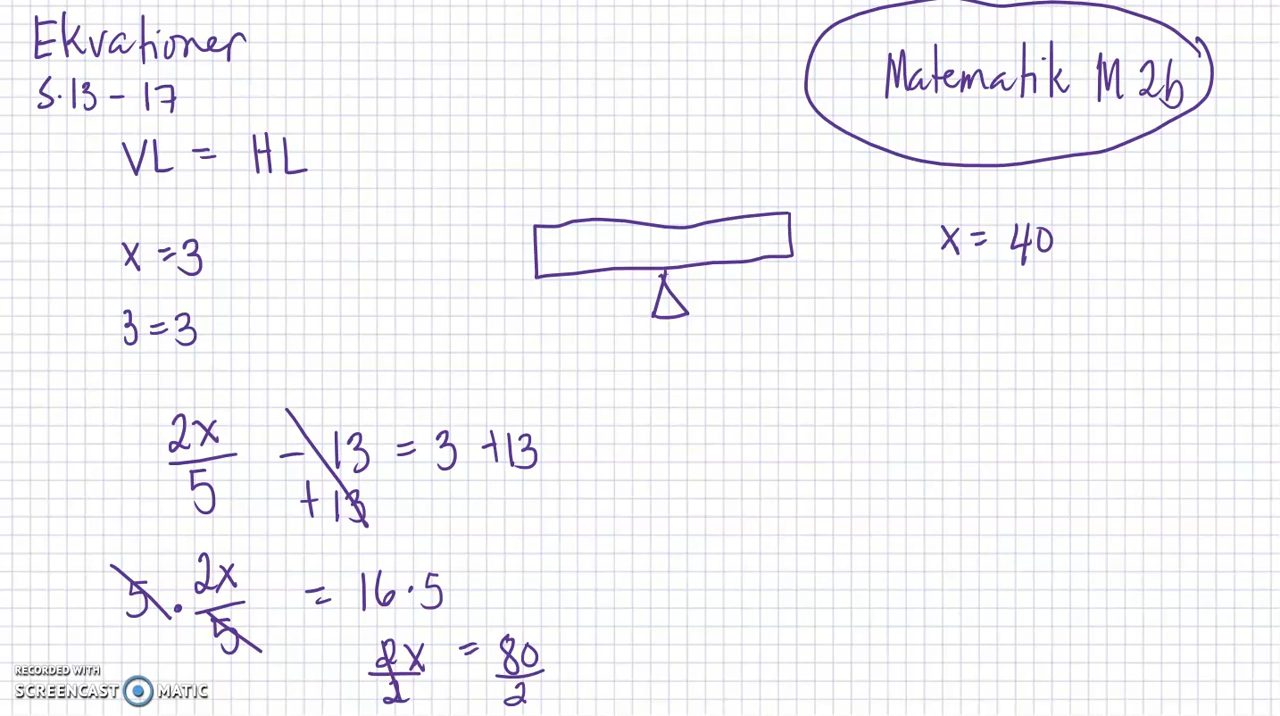 Ekvationer
S.13 - 17
Matematik M 2b
VL = HL
x = 3
x = 40
3 = 3
2x/5 - 13 = 3 + 13
+ 13
5 · 2x/5 = 16 · 5
2x/2 = 80/2
RECORDED WITH
SCREENCAST MATIC